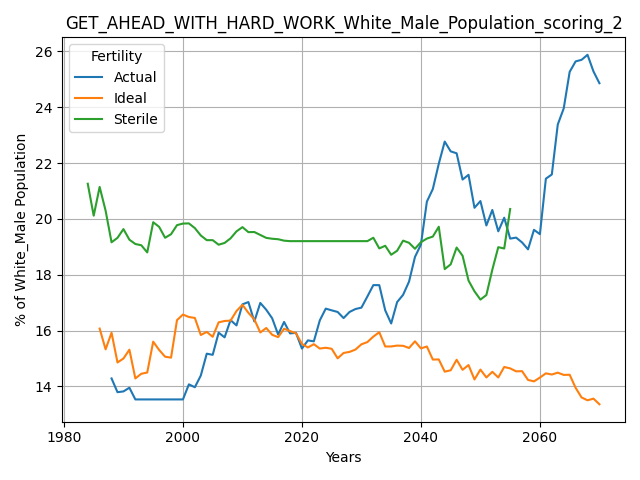 GET_AHEAD_WITH_HARD_WORK_White_Male_Population_scoring_2
Fertility
Actual
Ideal
Sterile
% of White_Male Population
26
24
22
20
18
16
14
1980
2000
2020
2040
2060
Years